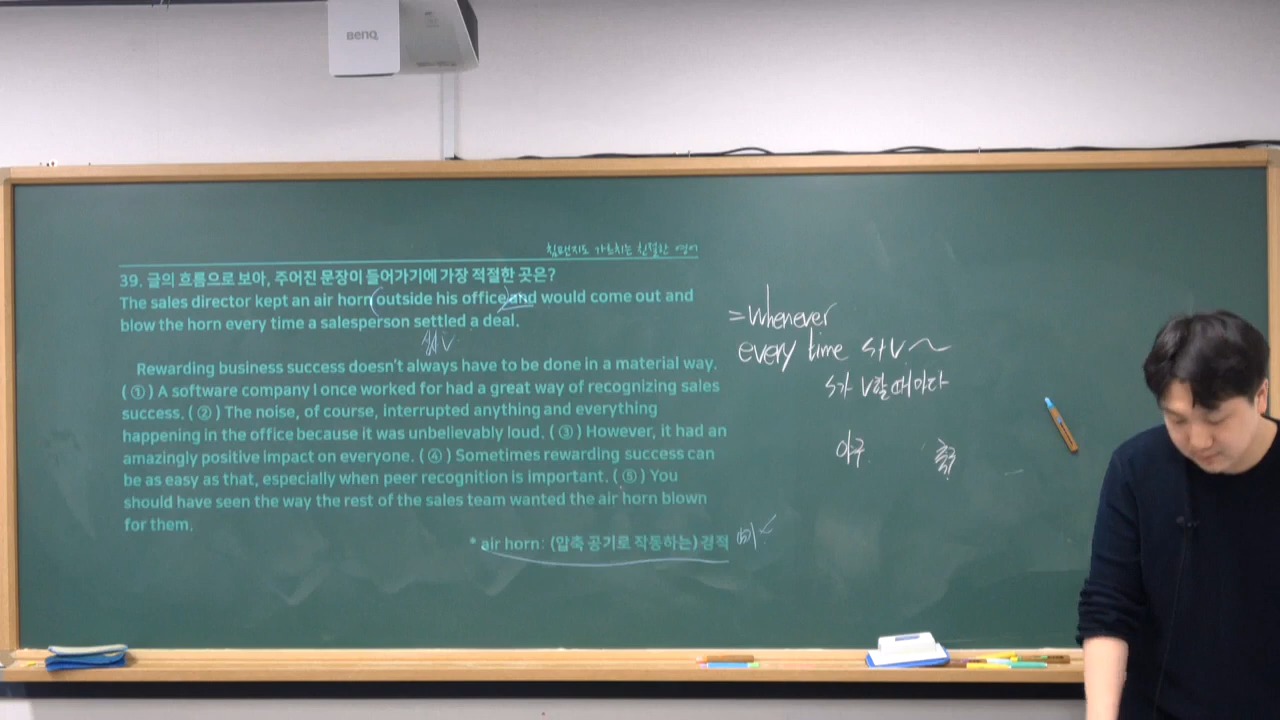 BenQ
침팬지도 가르치는 친절한 영어
39. 글의 흐름으로 보아, 주어진 문장이 들어가기에 가장 적절한 곳은?
The sales director kept an air horn (outside his office) and would come out and
blow the horn every time a salesperson settled a deal.
V
Rewarding business success doesn't always have to be done in a material way.
( ① ) A software company I once worked for had a great way of recognizing sales
success. ( ② ) The noise, of course, interrupted anything and everything
happening in the office because it was unbelievably loud. ( ③ ) However, it had an
amazingly positive impact on everyone. ( ④ ) Sometimes rewarding success can
be as easy as that, especially when peer recognition is important. ( ⑤ ) You
should have seen the way the rest of the sales team wanted the air horn blown
for them.
* air horn: (압축 공기로 작동하는) 경적
= Whenever
every time S+V ~
S가 V할 때마다
야구 축구